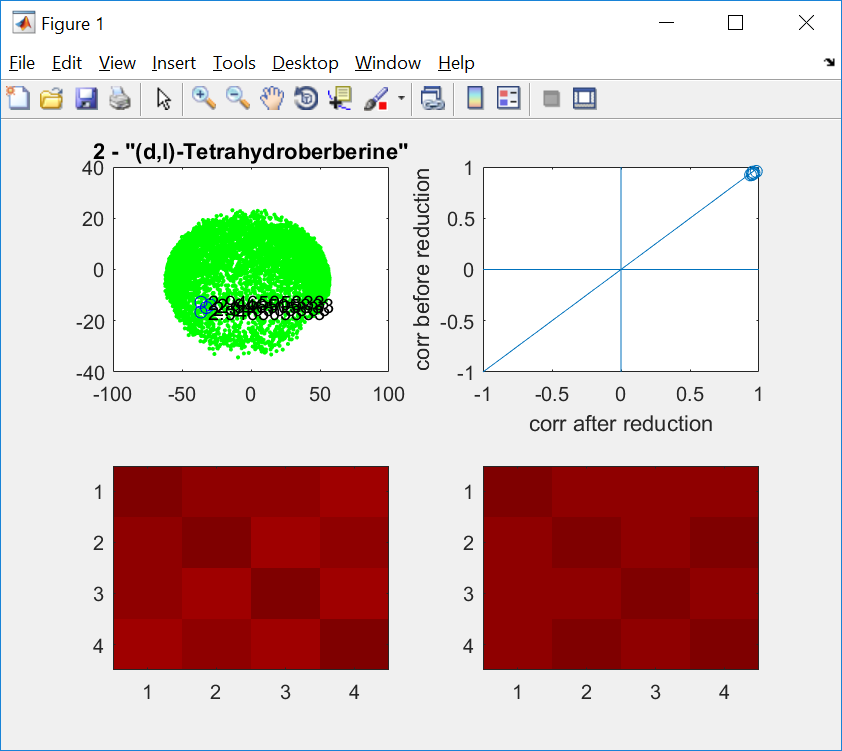 Figure 1
File Edit View Insert Tools Desktop Window Help
2 - "(d,l)-Tetrahydroberberine"
40
20
0
-20
-40
-100 -50 0 50 100
corr before reduction
1
0.5
0
-0.5
-1
-1 -0.5 0 0.5 1
corr after reduction
1
2
3
4
1 2 3 4
1
2
3
4
1 2 3 4